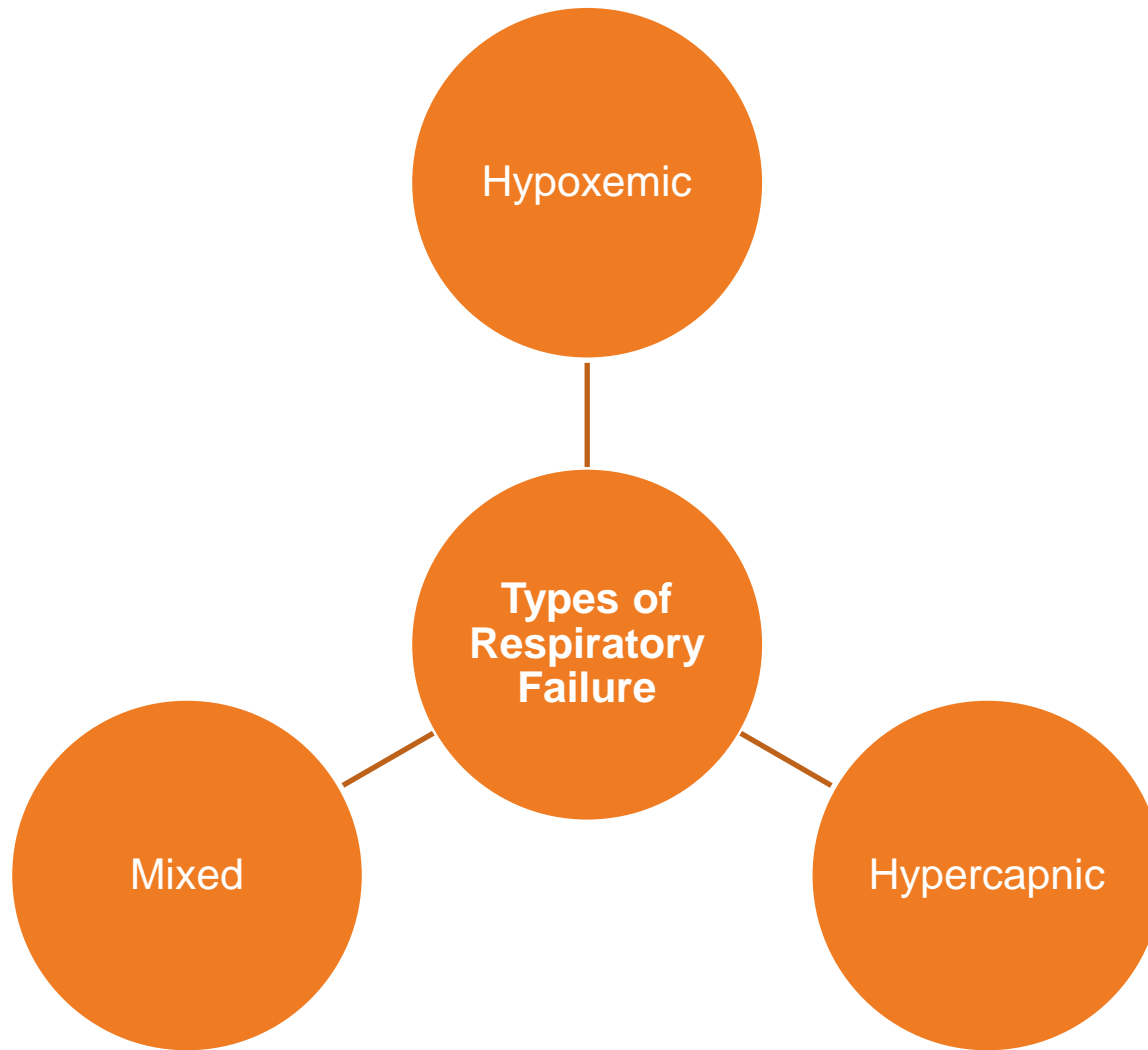 Hypoxemic
Types of
Respiratory
Failure
Mixed
Hypercapnic